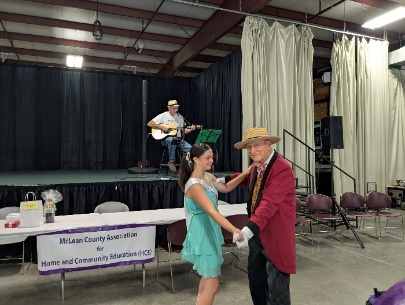 McLean County Association
for
Home and Community Education (HCE)